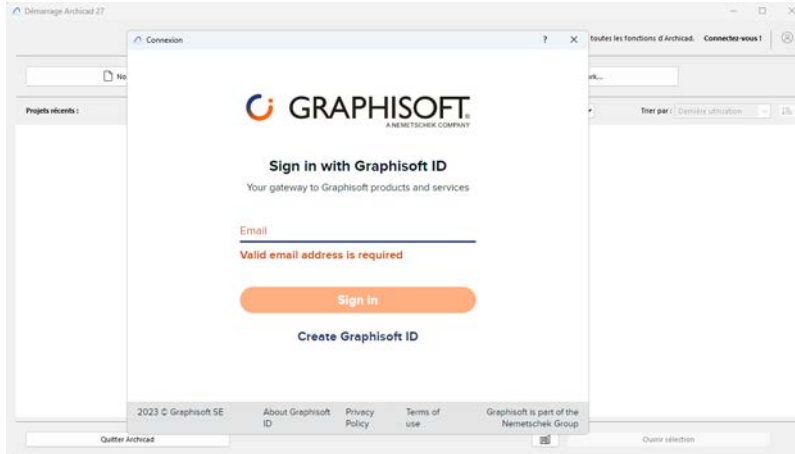 Démarrage Archicad 27
Connexion
?
toutes les fonctions d'Archicad. Connectez-vous !
No
Projets récents :
Trier par : Dernière utilisation
GRAPHISOFT.
A NEMETSCHEK COMPANY
Sign in with Graphisoft ID
Your gateway to Graphisoft products and services
Email
Valid email address is required
Sign in
Create Graphisoft ID
2023 © Graphisoft SE
About Graphisoft ID
Privacy Policy
Terms of use
Graphisoft is part of the
Nemetschek Group
Quitter Archicad
Ouvrir sélection